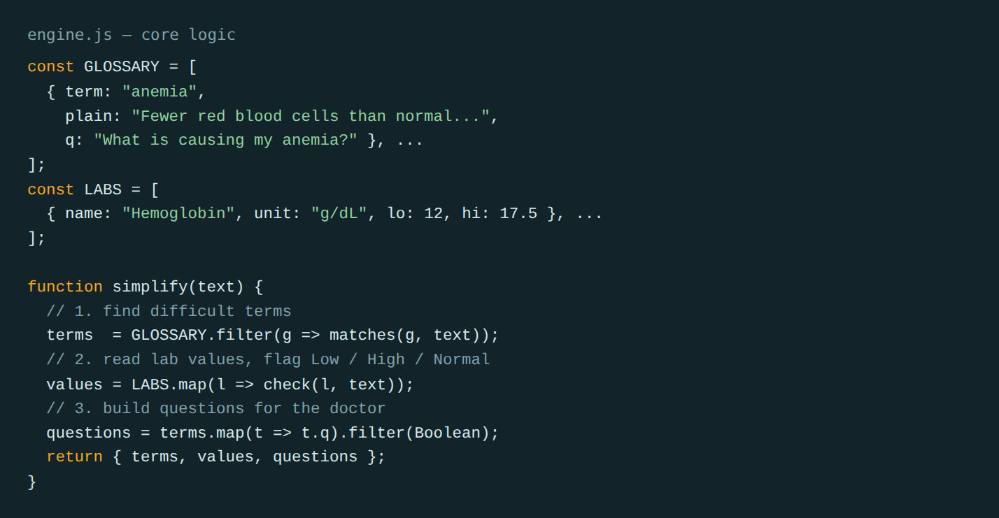 engine.js — core logic
const GLOSSARY = [
  { term: "anemia",
    plain: "Fewer red blood cells than normal...",
    q: "What is causing my anemia?" }, ...
];
const LABS = [
  { name: "Hemoglobin", unit: "g/dL", lo: 12, hi: 17.5 }, ...
];

function simplify(text) {
  // 1. find difficult terms
  terms  = GLOSSARY.filter(g => matches(g, text));
  // 2. read lab values, flag Low / High / Normal
  values = LABS.map(l => check(l, text));
  // 3. build questions for the doctor
  questions = terms.map(t => t.q).filter(Boolean);
  return { terms, values, questions };
}